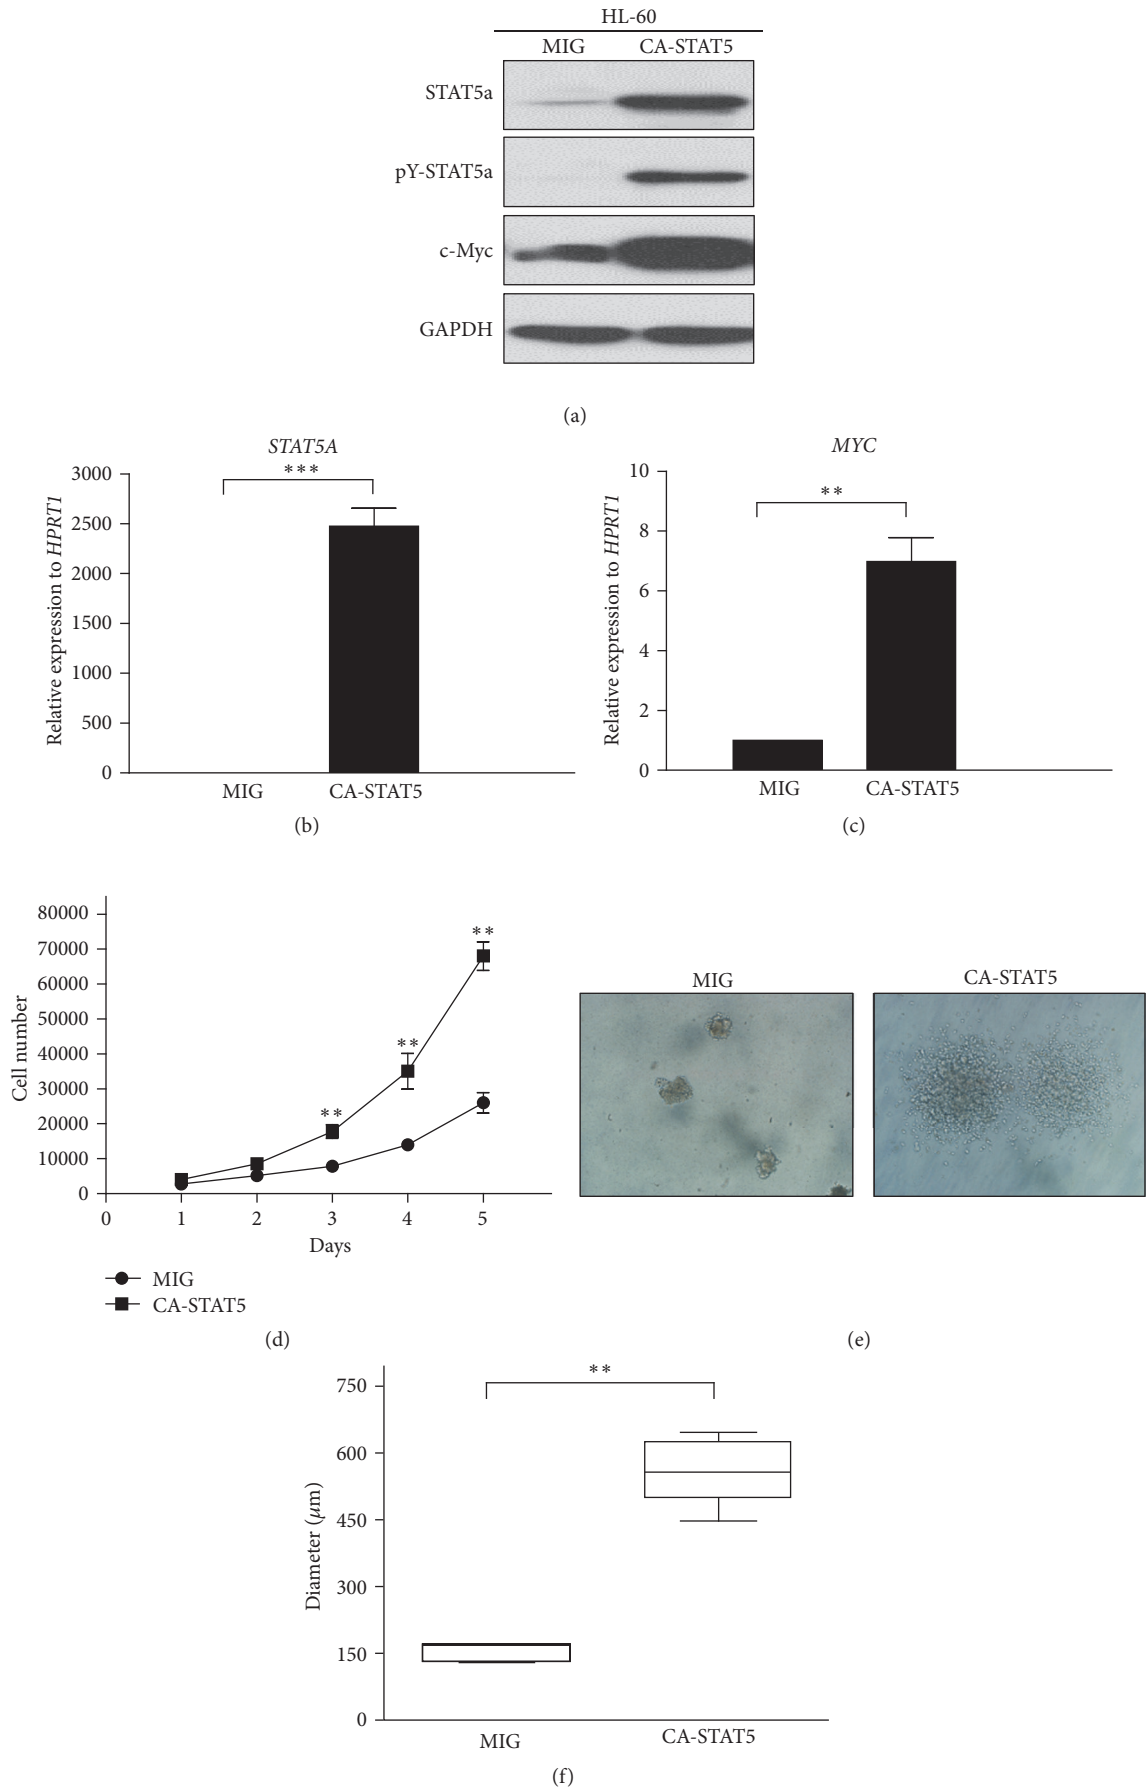 HL-60
MIG CA-STAT5
STAT5a
pY-STAT5a
c-Myc
GAPDH
(a)
STAT5A
***
3000
2500
2000
1500
1000
500
0
Relative expression to HPRT1
MIG CA-STAT5
(b)
MYC
**
10
8
6
4
2
0
Relative expression to HPRT1
MIG CA-STAT5
(c)
80000
70000
60000
50000
40000
30000
20000
10000
0
Cell number
**
**
**
0 1 2 3 4 5
Days
MIG
CA-STAT5
(d)
MIG CA-STAT5
(e)
**
750
600
450
300
150
0
Diameter (μm)
MIG CA-STAT5
(f)